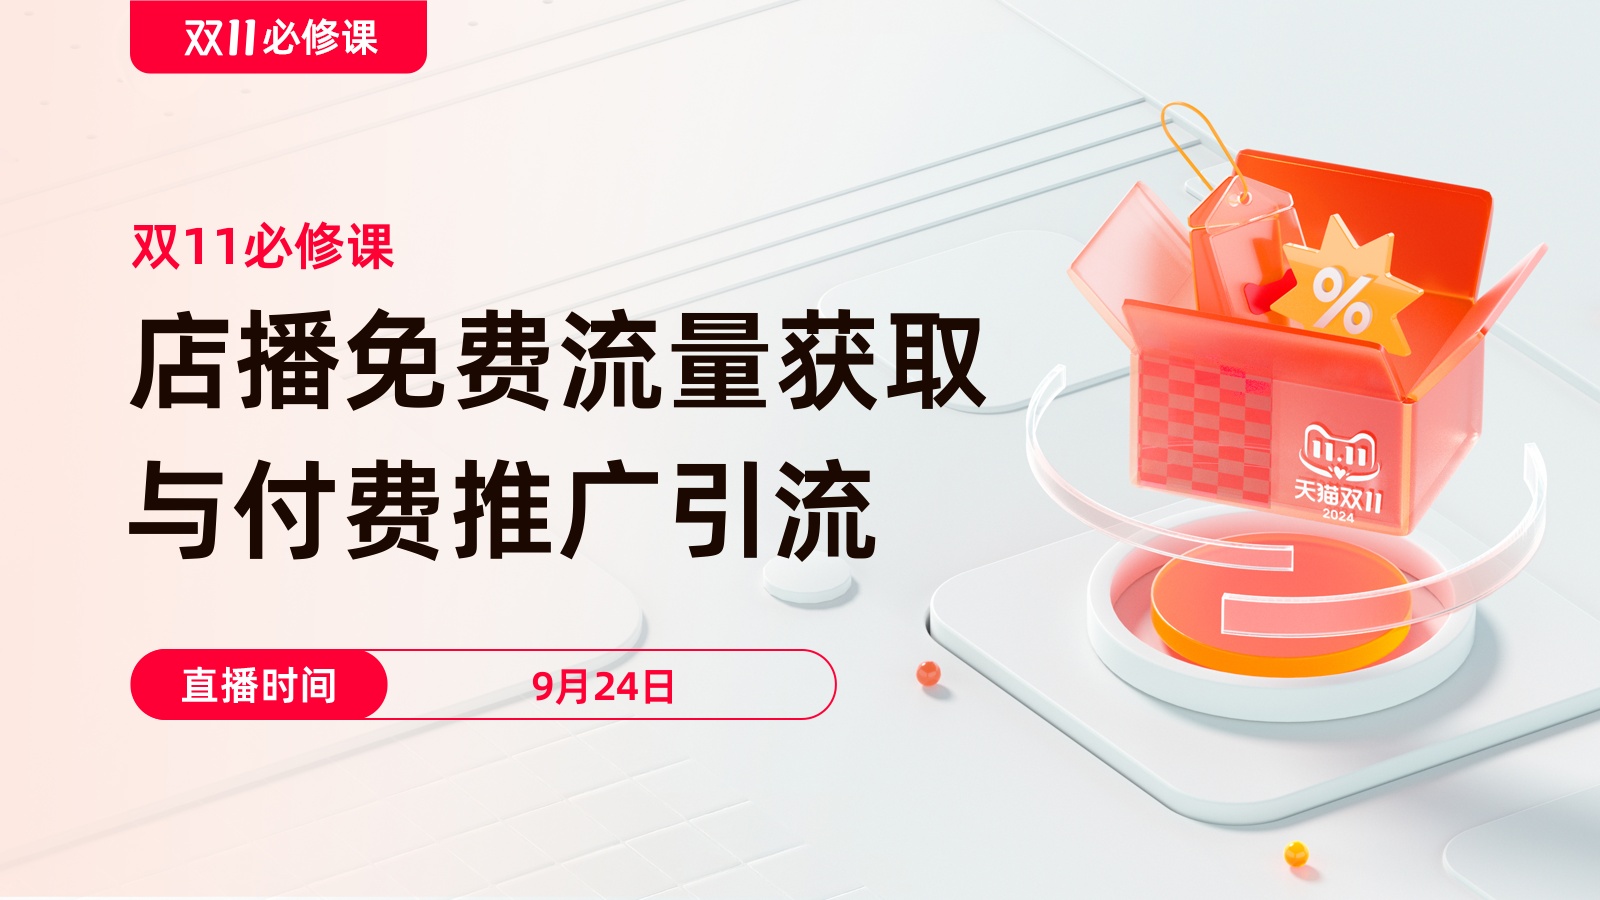 双11必修课
双11必修课
店播免费流量获取
与付费推广引流
直播时间
9月24日
%
11.11
天猫双11
2024